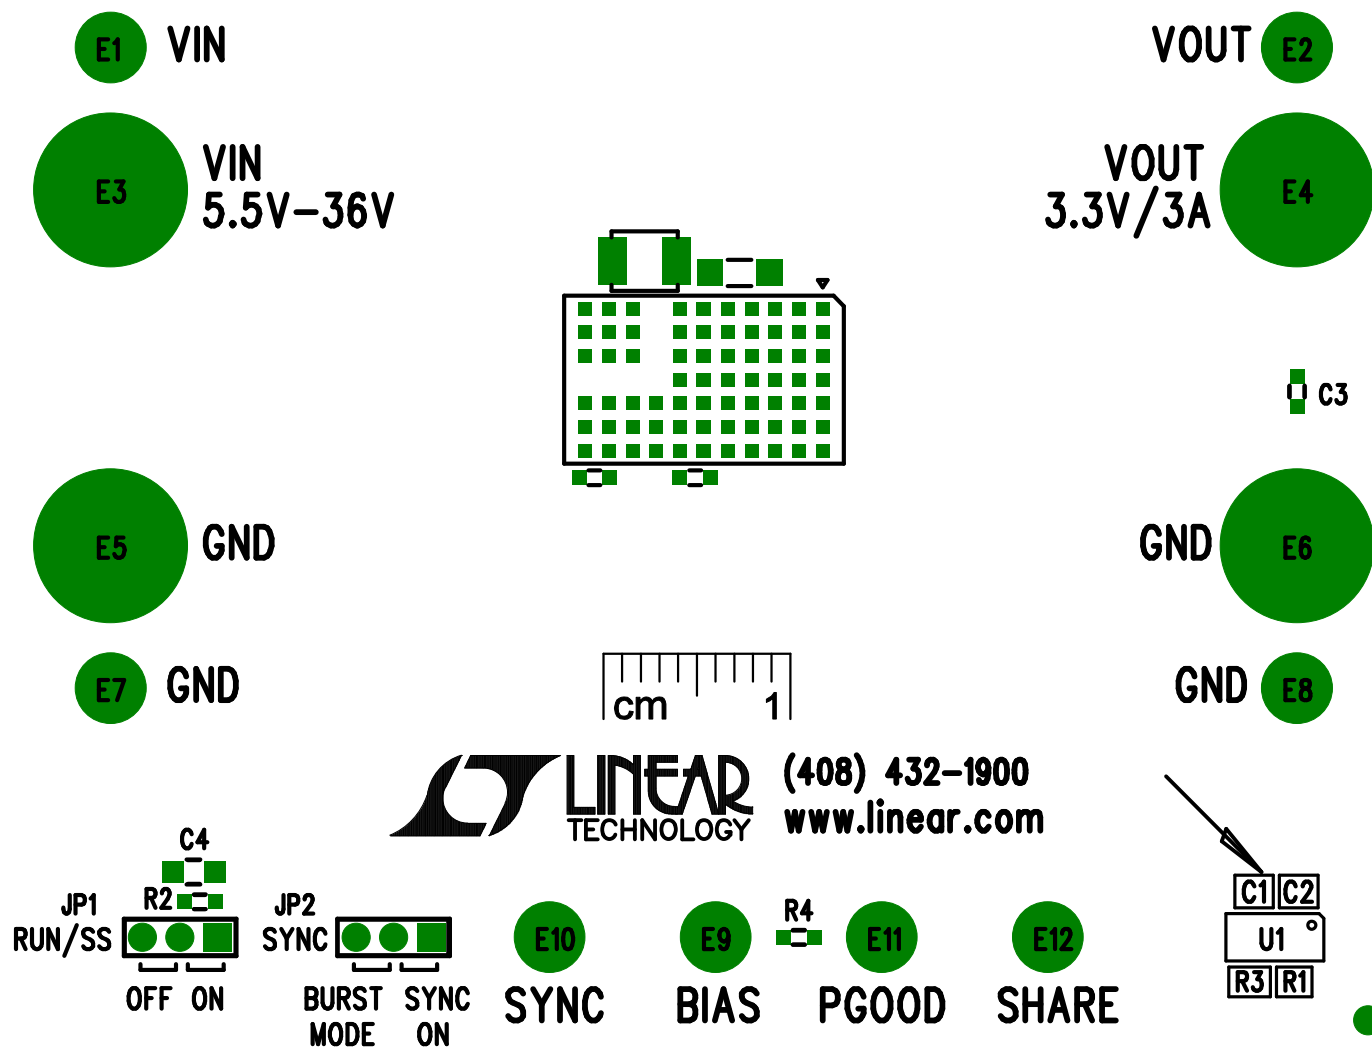 E1 VIN
VOUT E2
E3 VIN
5.5V-36V
VOUT E4
3.3V/3A
C3
E5 GND
GND E6
E7 GND
GND E8
cm 1
LINEAR
TECHNOLOGY
(408) 432-1900
www.linear.com
C4
R2
JP1
RUN/SS
OFF ON
JP2
SYNC
BURST
MODE
SYNC
ON
E10
SYNC
E9
BIAS
R4
E11
PGOOD
E12
SHARE
C1 C2
U1
R3 R1